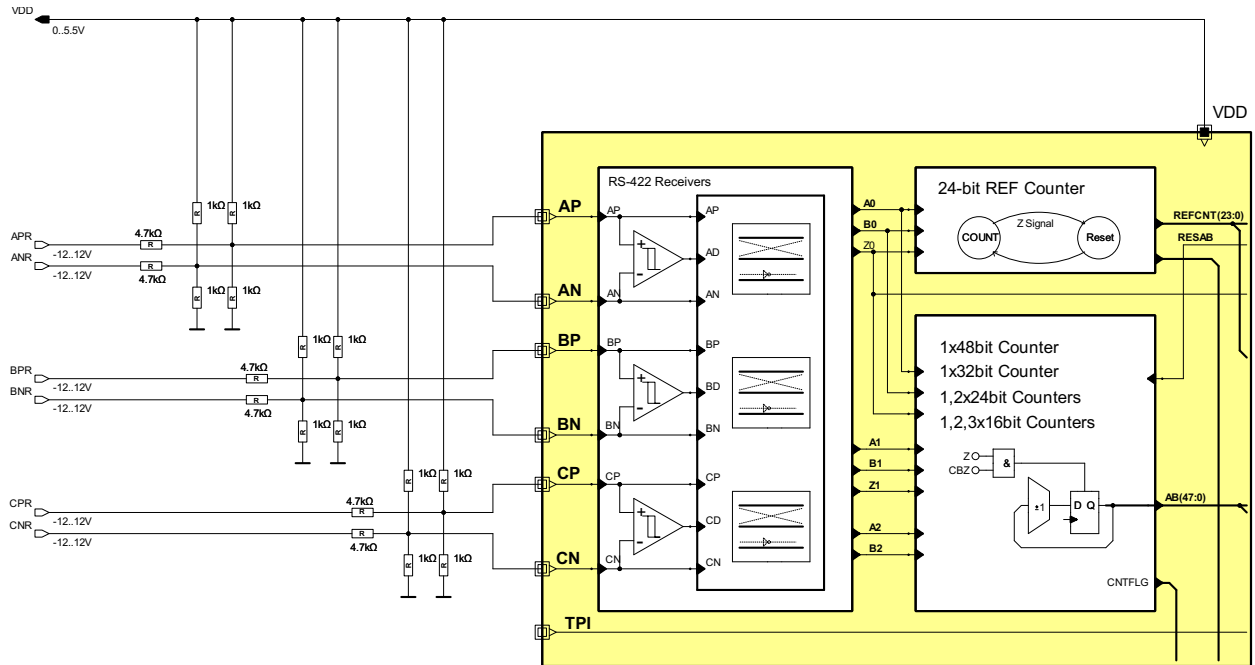 VDD
0..5.5V
VDD
RS-422 Receivers
24-bit REF Counter
COUNT
Z Signal
Reset
REFCNT(23:0)
RESAB
A0
B0
Z0
1kΩ
R
1kΩ
R
AP
AP
AP
APR
-12..12V
4.7kΩ
R
AD
ANR
-12..12V
4.7kΩ
R
1kΩ
R
1kΩ
R
AN
AN
AN
1kΩ
R
1kΩ
R
BP
BP
BP
BPR
-12..12V
4.7kΩ
R
BD
BNR
-12..12V
4.7kΩ
R
1kΩ
R
1kΩ
R
BN
BN
BN
1x48bit Counter
1x32bit Counter
1,2x24bit Counters
1,2,3x16bit Counters
A1
B1
Z1
A2
B2
Z
CBZ
&
±1
D Q
AB(47:0)
CNTFLG
1kΩ
R
1kΩ
R
CP
CP
CP
CPR
-12..12V
4.7kΩ
R
CD
CNR
-12..12V
4.7kΩ
R
1kΩ
R
1kΩ
R
CN
CN
CN
TPI